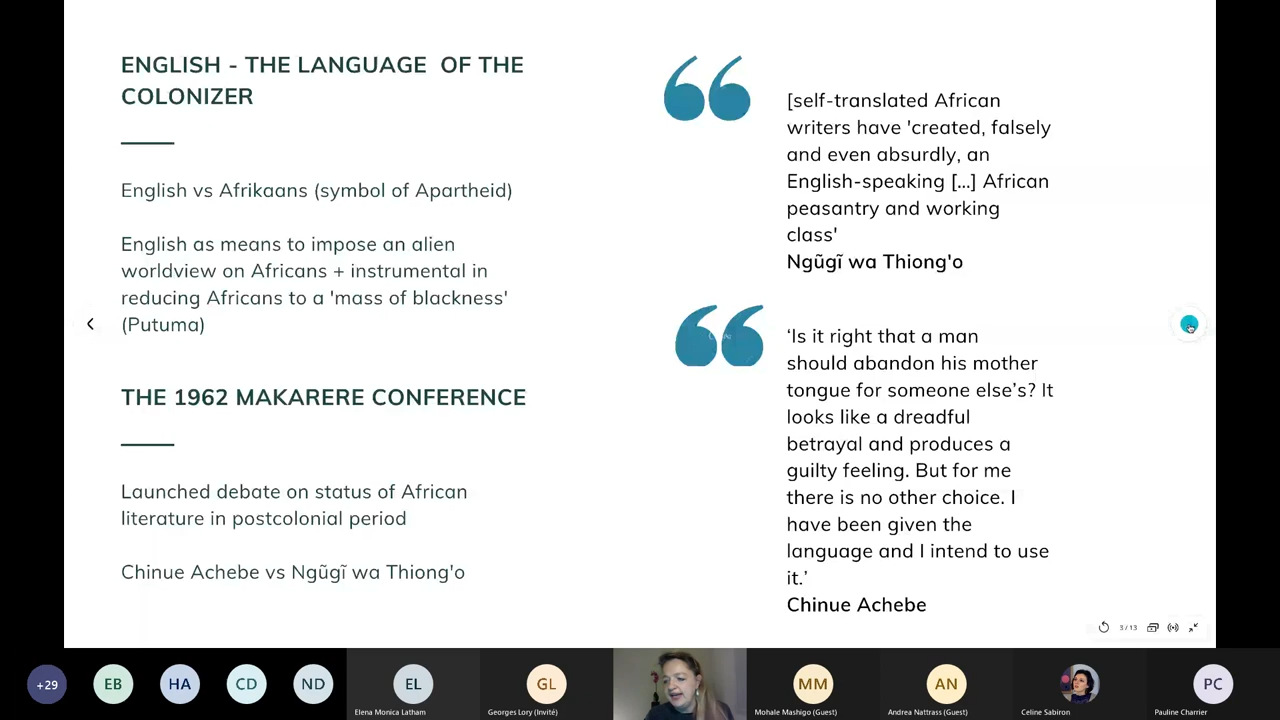 ENGLISH - THE LANGUAGE OF THE
COLONIZER
English vs Afrikaans (symbol of Apartheid)
English as means to impose an alien
worldview on Africans + instrumental in
reducing Africans to a 'mass of blackness'
(Putuma)
THE 1962 MAKARERE CONFERENCE
Launched debate on status of African
literature in postcolonial period
Chinue Achebe vs Ngũgĩ wa Thiong'o
[self-translated African
writers have 'created, falsely
and even absurdly, an
English-speaking [...] African
peasantry and working
class'
Ngũgĩ wa Thiong'o
‘Is it right that a man
should abandon his mother
tongue for someone else’s? It
looks like a dreadful
betrayal and produces a
guilty feeling. But for me
there is no other choice. I
have been given the
language and I intend to use
it.’
Chinue Achebe
3 / 13
+29
EB
HA
CD
ND
EL
GL
MM
AN
PC
Elena Monica Latham
Georges Lory (Invité)
Mohale Mashigo (Guest)
Andrea Nattrass (Guest)
Celine Sabiron
Pauline Charrier